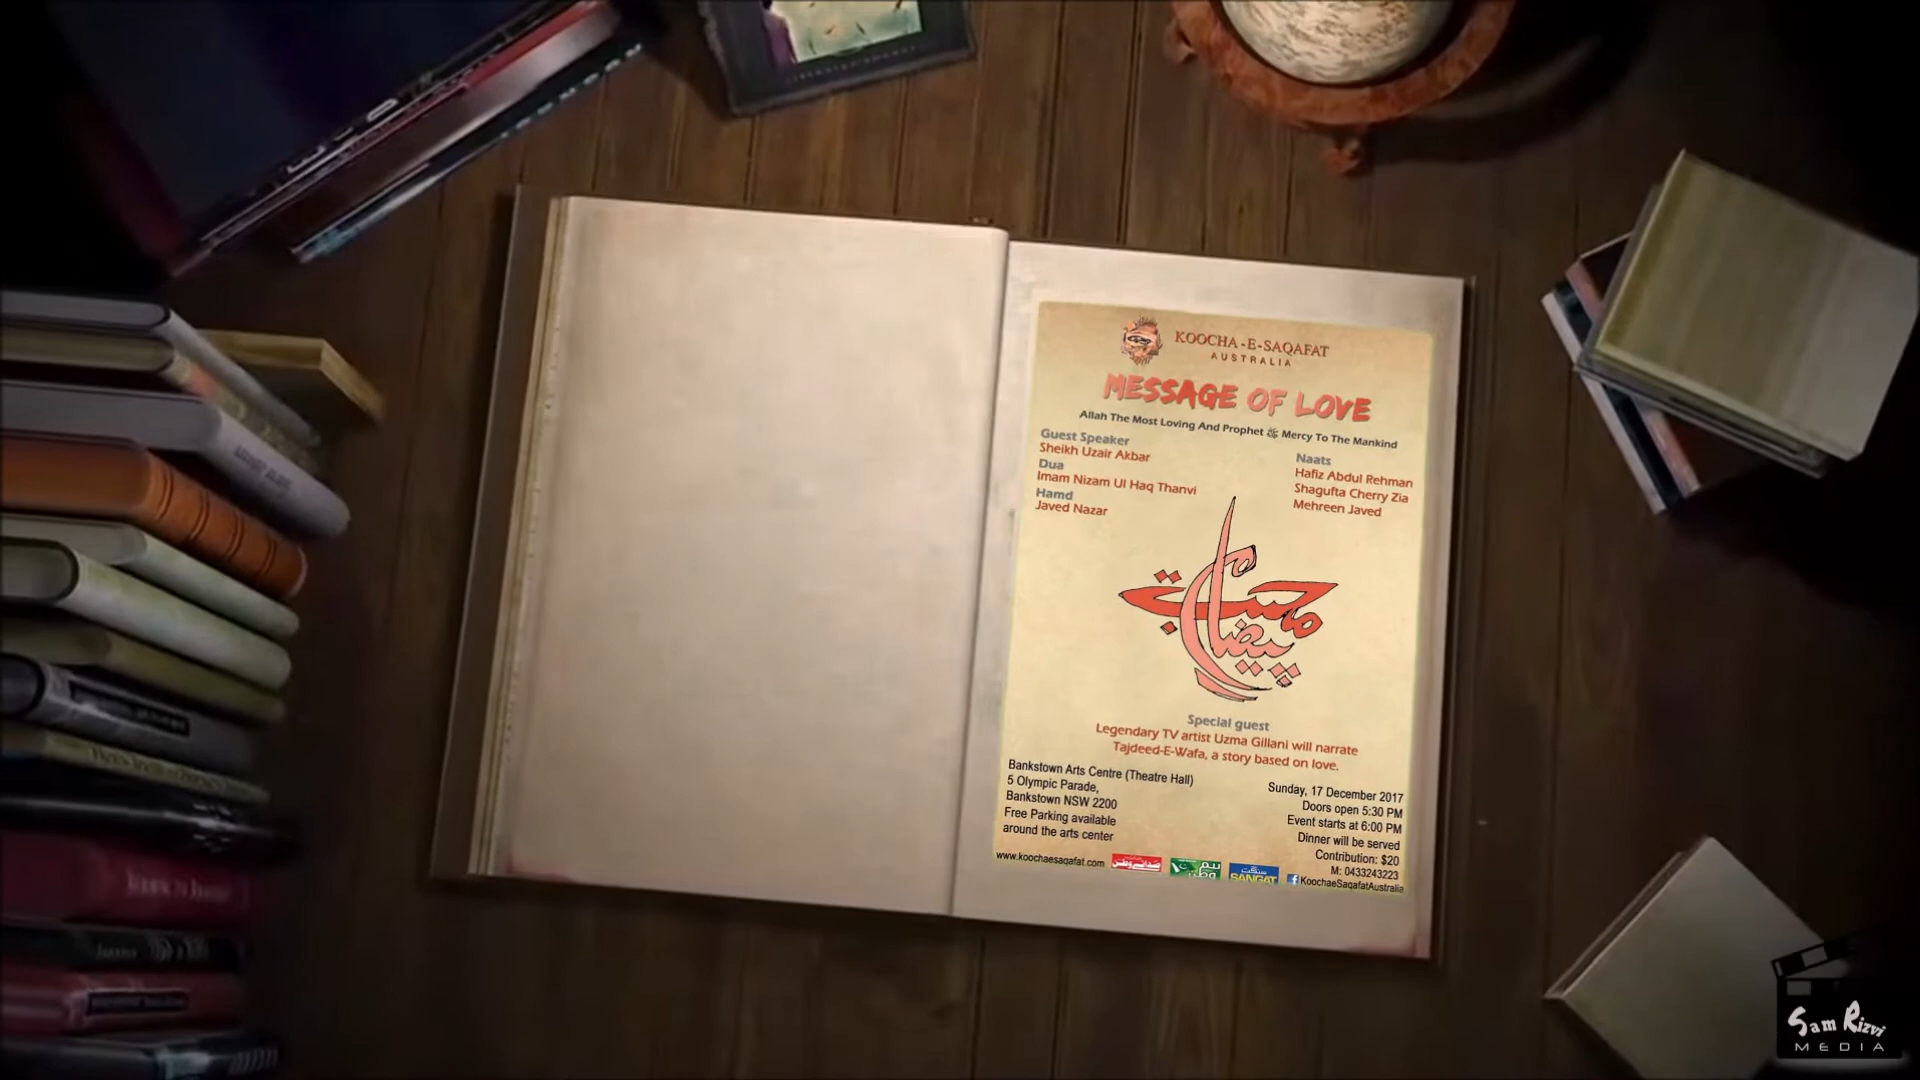 KOOCHA-E-SAQAFAT
AUSTRALIA
MESSAGE OF LOVE
Allah The Most Loving And Prophet ﷺ Mercy To The Mankind
Guest Speaker
Sheikh Uzair Akbar
Dua
Imam Nizam Ul Haq Thanvi
Hamd
Javed Nazar
Naats
Hafiz Abdul Rehman
Shagufta Cherry Zia
Mehreen Javed
پیغام محبت
Special guest
Legendary TV artist Uzma Gillani will narrate
Tajdeed-E-Wafa, a story based on love.
Bankstown Arts Centre (Theatre Hall)
5 Olympic Parade,
Bankstown NSW 2200
Free Parking available
around the arts center
Sunday, 17 December 2017
Doors open 5:30 PM
Event starts at 6:00 PM
Dinner will be served
Contribution: $20
M: 0433243223
www.koochaesaqafat.com
صدائے وطن
بزم وطن
سنگت
SANGAT
KoochaeSaqafatAustralia
Sam Rizvi
MEDIA